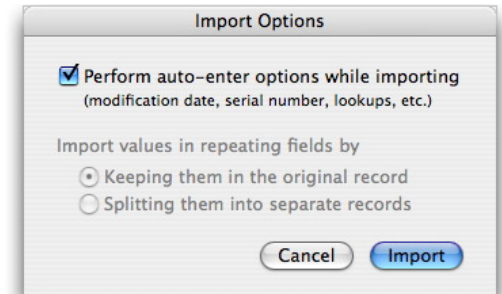 Import Options
Perform auto-enter options while importing
(modification date, serial number, lookups, etc.)
Import values in repeating fields by
Keeping them in the original record
Splitting them into separate records
Cancel Import